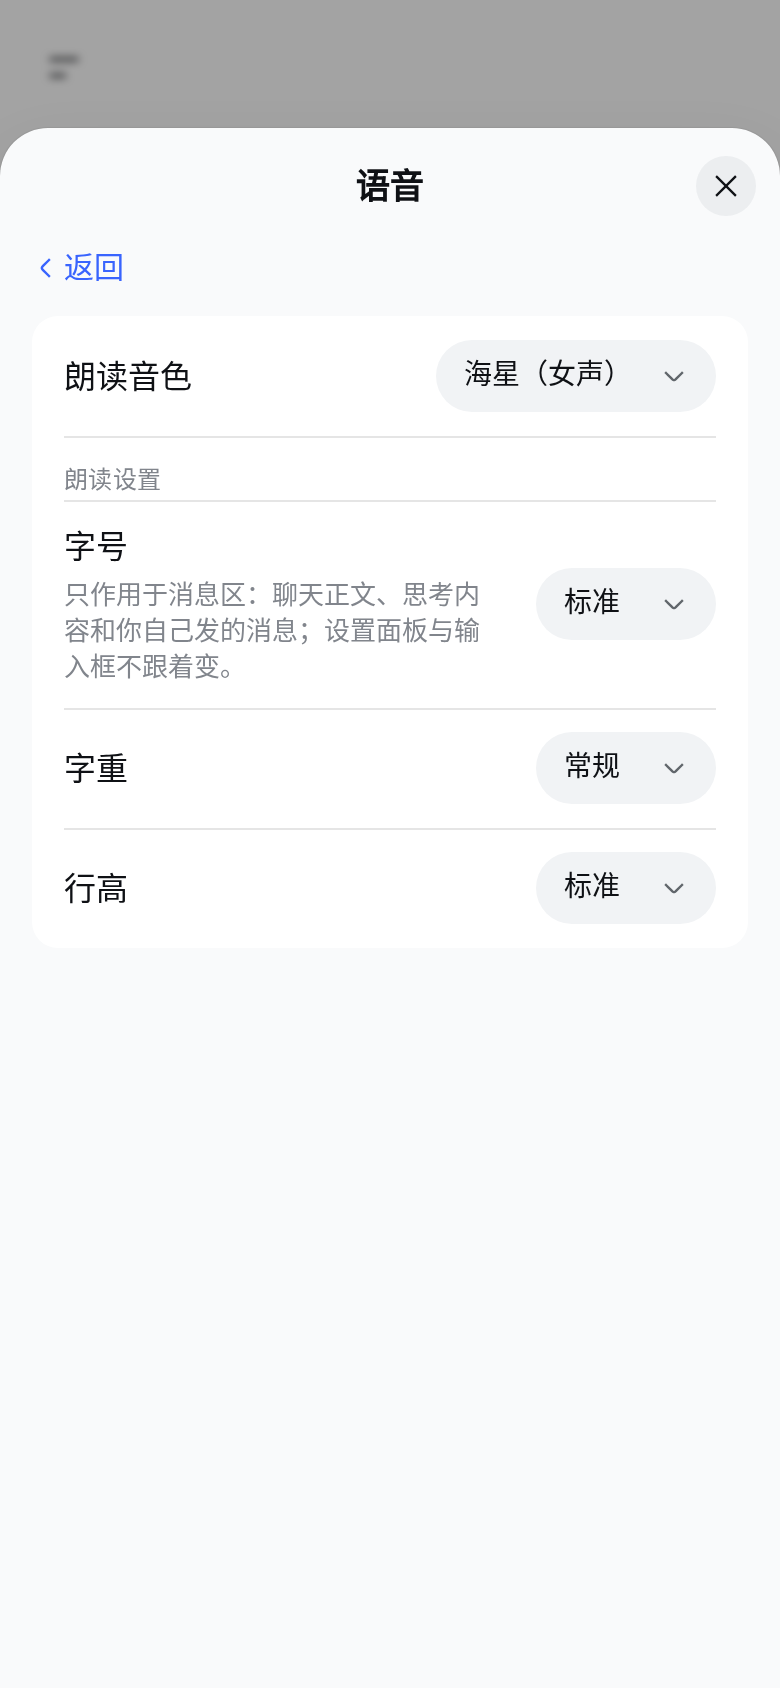 语音
返回
朗读音色
海星（女声）
朗读设置
字号
只作用于消息区：聊天正文、思考内
容和你自己发的消息；设置面板与输
入框不跟着变。
标准
字重
常规
行高
标准